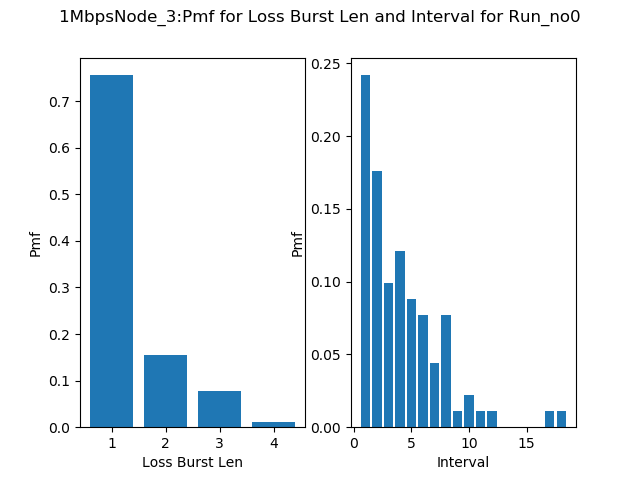 1MbpsNode_3:Pmf for Loss Burst Len and Interval for Run_no0
Pmf
0.7
0.6
0.5
0.4
0.3
0.2
0.1
0.0
1 2 3 4
Loss Burst Len
Pmf
0.25
0.20
0.15
0.10
0.05
0.00
0 5 10 15
Interval